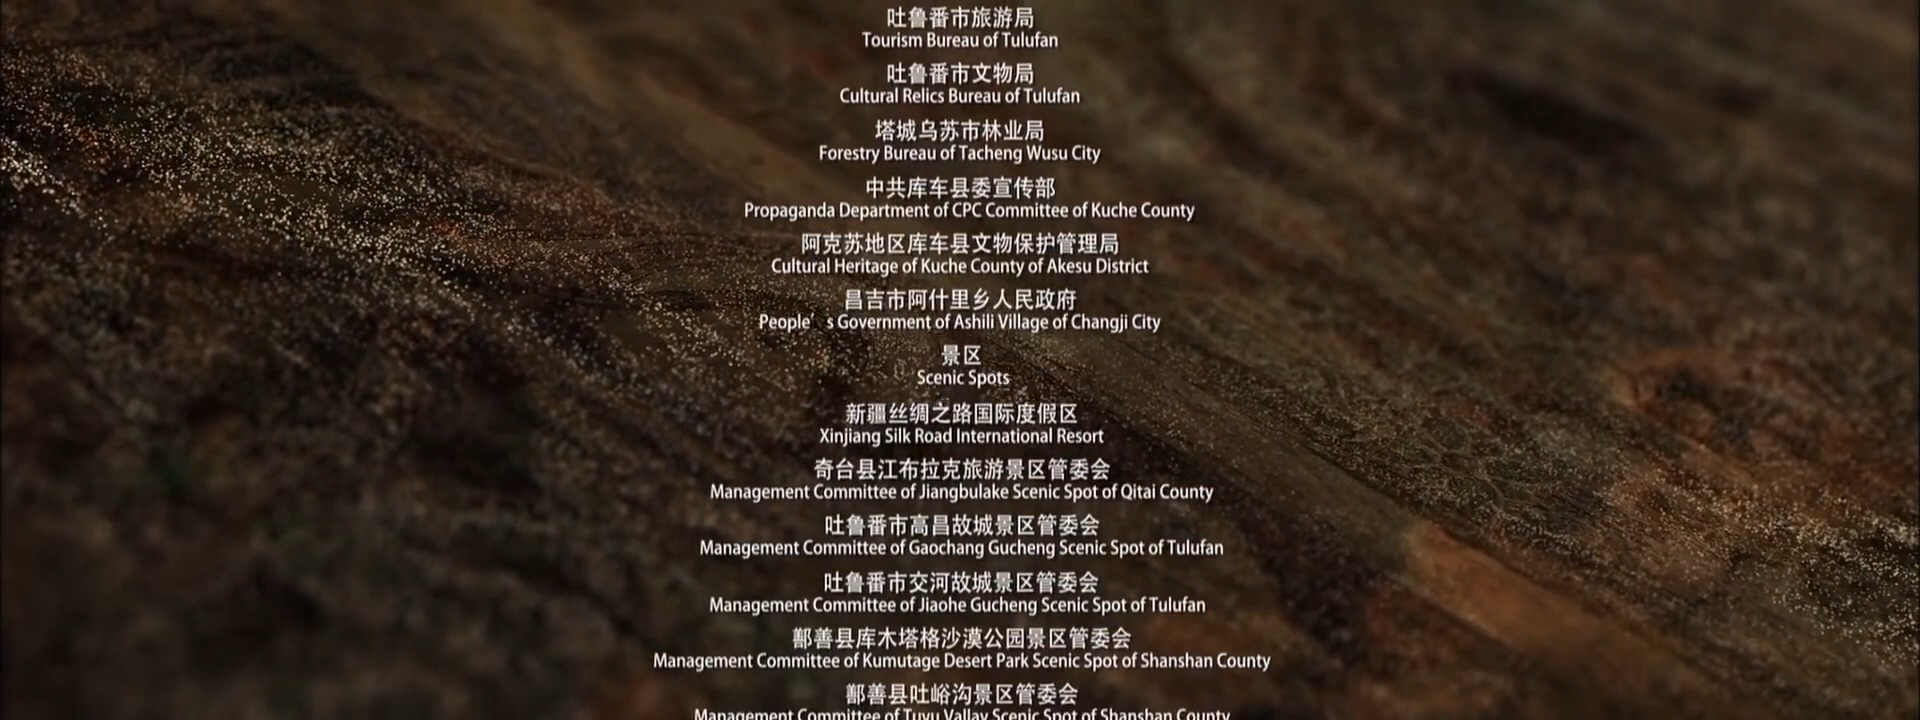 吐鲁番市旅游局
Tourism Bureau of Tulufan
吐鲁番市文物局
Cultural Relics Bureau of Tulufan
塔城乌苏市林业局
Forestry Bureau of Tacheng Wusu City
中共库车县委宣传部
Propaganda Department of CPC Committee of Kuche County
阿克苏地区库车县文物保护管理局
Cultural Heritage of Kuche County of Akesu District
昌吉市阿什里乡人民政府
People’s Government of Ashili Village of Changji City
景区
Scenic Spots
新疆丝绸之路国际度假区
Xinjiang Silk Road International Resort
奇台县江布拉克旅游景区管委会
Management Committee of Jiangbulake Scenic Spot of Qitai County
吐鲁番市高昌故城景区管委会
Management Committee of Gaochang Gucheng Scenic Spot of Tulufan
吐鲁番市交河故城景区管委会
Management Committee of Jiaohe Gucheng Scenic Spot of Tulufan
鄯善县库木塔格沙漠公园景区管委会
Management Committee of Kumutage Desert Park Scenic Spot of Shanshan County
鄯善县吐峪沟景区管委会
Management Committee of Tuyu Vallay Scenic Spot of Shanshan County